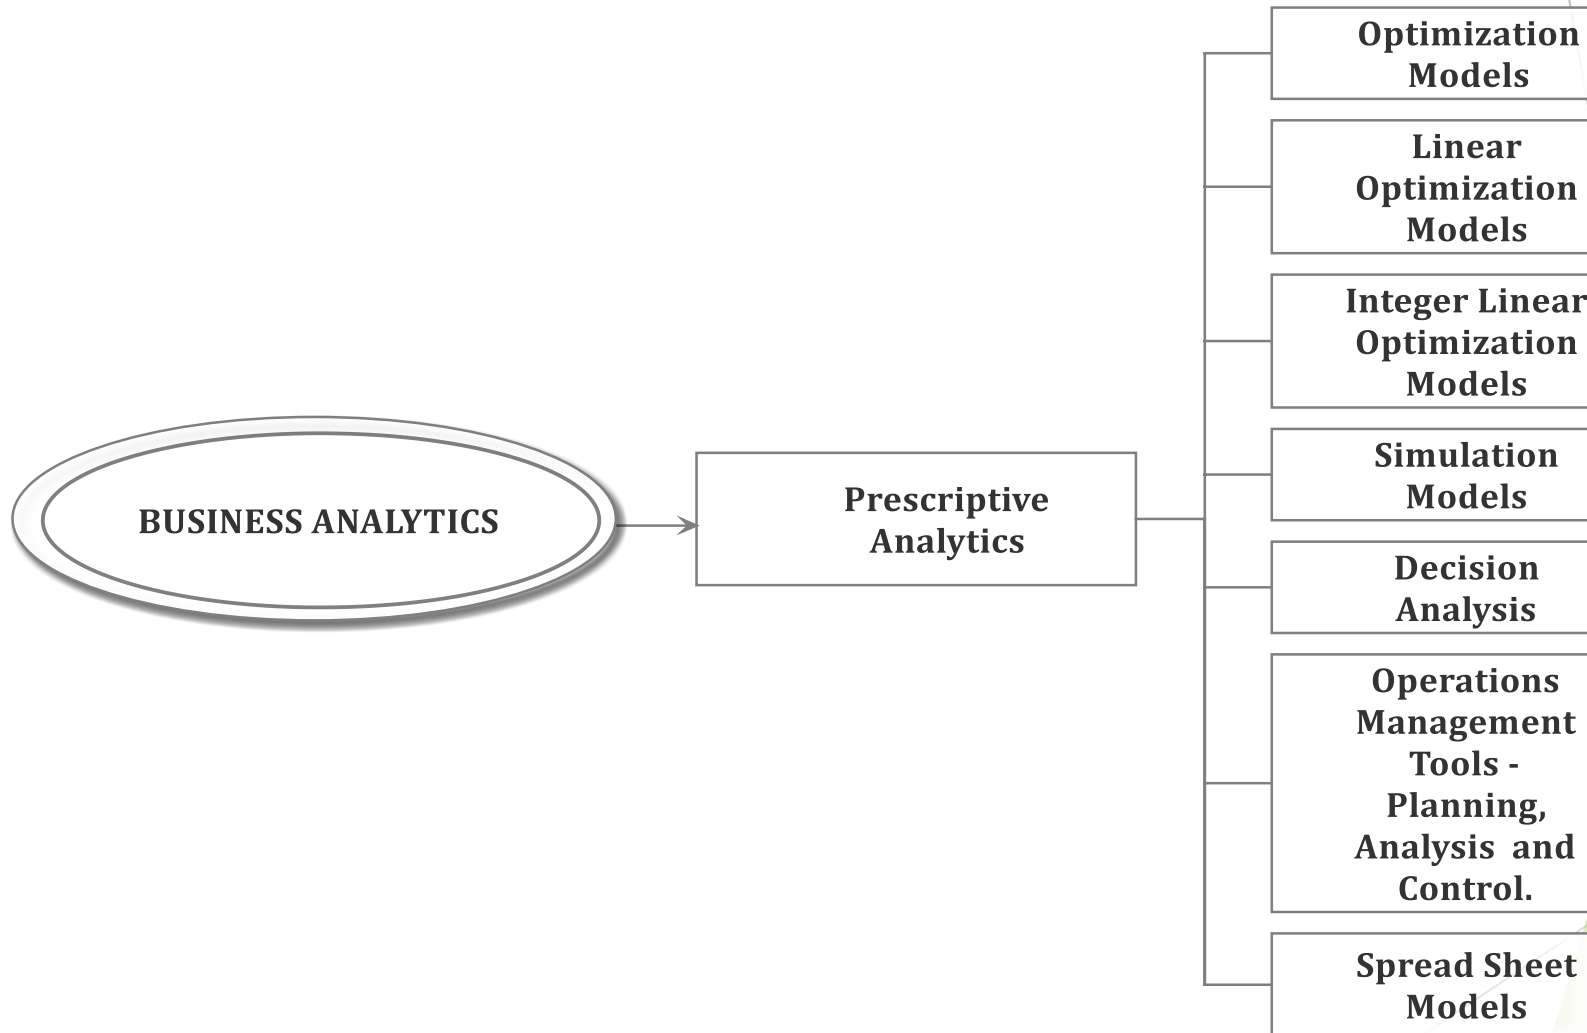 BUSINESS ANALYTICS
Prescriptive
Analytics
Optimization
Models
Linear
Optimization
Models
Integer Linear
Optimization
Models
Simulation
Models
Decision
Analysis
Operations
Management
Tools -
Planning,
Analysis  and
Control.
Spread Sheet
Models